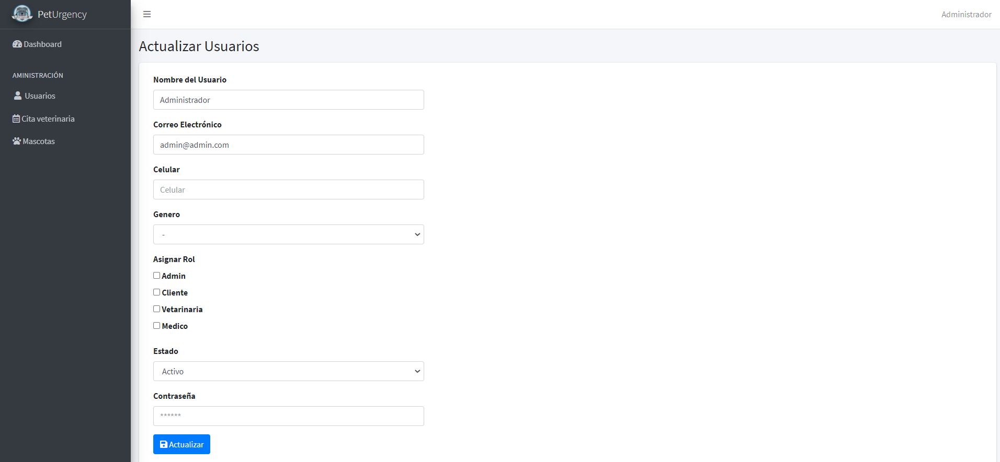 PetUrgency
Administrador
Dashboard
AMINISTRACIÓN
Usuarios
Cita veterinaria
Mascotas
Actualizar Usuarios
Nombre del Usuario
Administrador
Correo Electrónico
admin@admin.com
Celular
Celular
Genero
-
Asignar Rol
Admin
Cliente
Vetarinaria
Medico
Estado
Activo
Contraseña
******
Actualizar